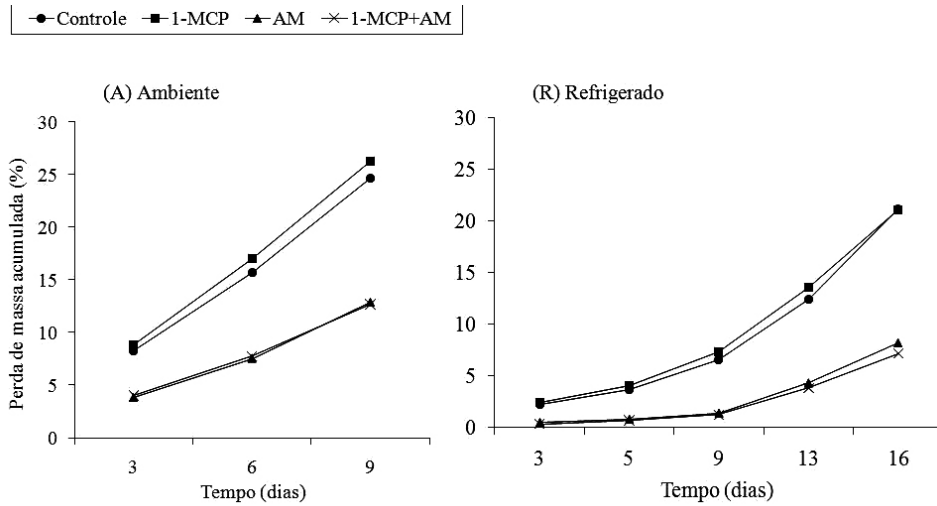 Controle 1-MCP AM 1-MCP+AM
(A) Ambiente
Perda de massa acumulada (%)
30
25
20
15
10
5
0
3 6 9
Tempo (dias)
(R) Refrigerado
30
25
20
15
10
5
0
3 5 9 13 16
Tempo (dias)